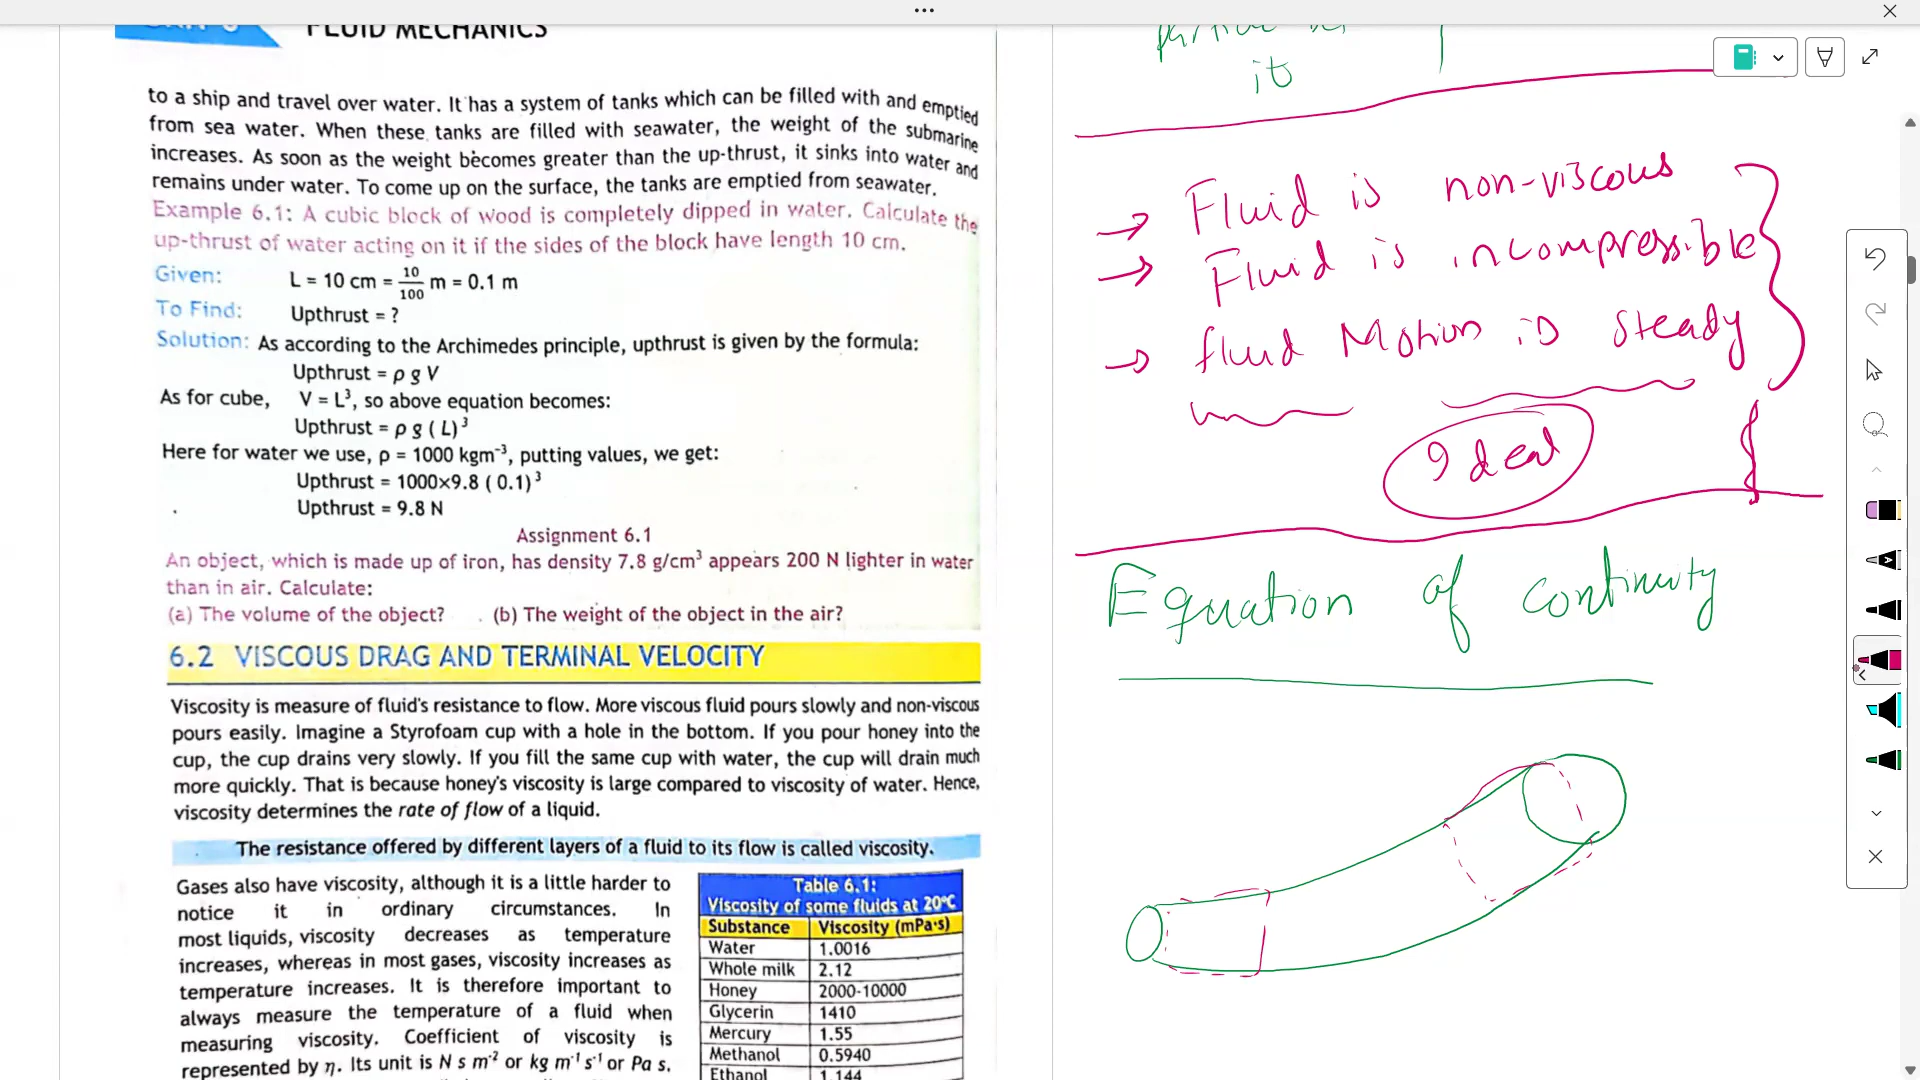 FLUID MECHANICS
to a ship and travel over water. It has a system of tanks which can be filled with and emptied
from sea water. When these tanks are filled with seawater, the weight of the submarine
increases. As soon as the weight becomes greater than the up-thrust, it sinks into water and
remains under water. To come up on the surface, the tanks are emptied from seawater.
Example 6.1: A cubic block of wood is completely dipped in water. Calculate the
up-thrust of water acting on it if the sides of the block have length 10 cm.
Given: L = 10 cm = 10/100 m = 0.1 m
To Find: Upthrust = ?
Solution: As according to the Archimedes principle, upthrust is given by the formula:
Upthrust = ρ g V
As for cube, V = L³, so above equation becomes:
Upthrust = ρ g ( L) ³
Here for water we use, ρ = 1000 kgm⁻³, putting values, we get:
Upthrust = 1000×9.8 ( 0.1) ³
Upthrust = 9.8 N
Assignment 6.1
An object, which is made up of iron, has density 7.8 g/cm³ appears 200 N lighter in water
than in air. Calculate:
(a) The volume of the object? (b) The weight of the object in the air?
6.2 VISCOUS DRAG AND TERMINAL VELOCITY
Viscosity is measure of fluid's resistance to flow. More viscous fluid pours slowly and non-viscous
pours easily. Imagine a Styrofoam cup with a hole in the bottom. If you pour honey into the
cup, the cup drains very slowly. If you fill the same cup with water, the cup will drain much
more quickly. That is because honey's viscosity is large compared to viscosity of water. Hence,
viscosity determines the rate of flow of a liquid.
The resistance offered by different layers of a fluid to its flow is called viscosity.
Gases also have viscosity, although it is a little harder to
notice it in ordinary circumstances. In
most liquids, viscosity decreases as temperature
increases, whereas in most gases, viscosity increases as
temperature increases. It is therefore important to
always measure the temperature of a fluid when
measuring viscosity. Coefficient of viscosity is
represented by η. Its unit is N s m⁻² or kg m⁻¹ s⁻¹ or Pa s.
Table 6.1:
Viscosity of some fluids at 20°C
Substance Viscosity (mPa·s)
Water 1.0016
Whole milk 2.12
Honey 2000-10000
Glycerin 1410
Mercury 1.55
Methanol 0.5940
Ethanol 1.144
it
→ Fluid is non-viscous
→ Fluid is incompressible
→ fluid Motion is steady
Ideal
Equation of continuity